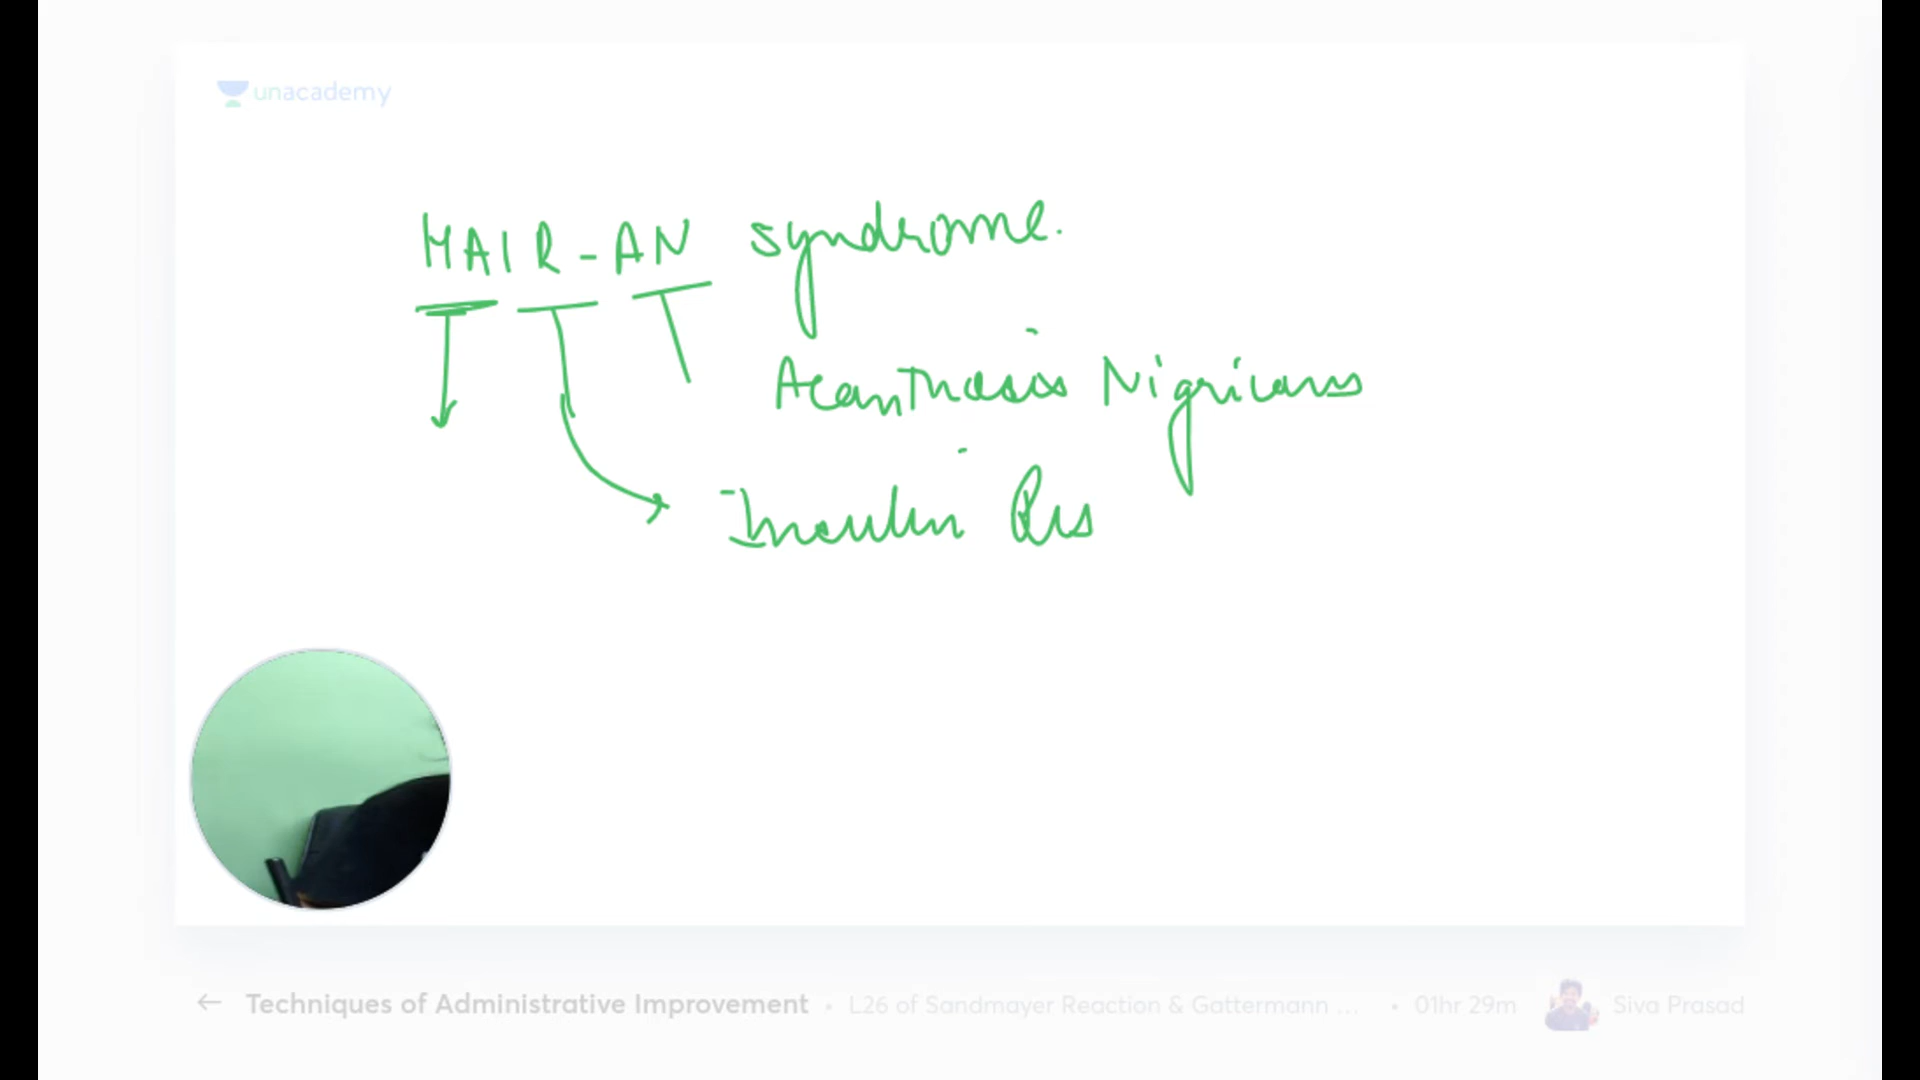 unacademy
HAIR-AN syndrome.
Acanthosis Nigricans
Insulin Res
Techniques of Administrative Improvement • L26 of Sandmayer Reaction & Gattermann ... • 01hr 29m Siva Prasad